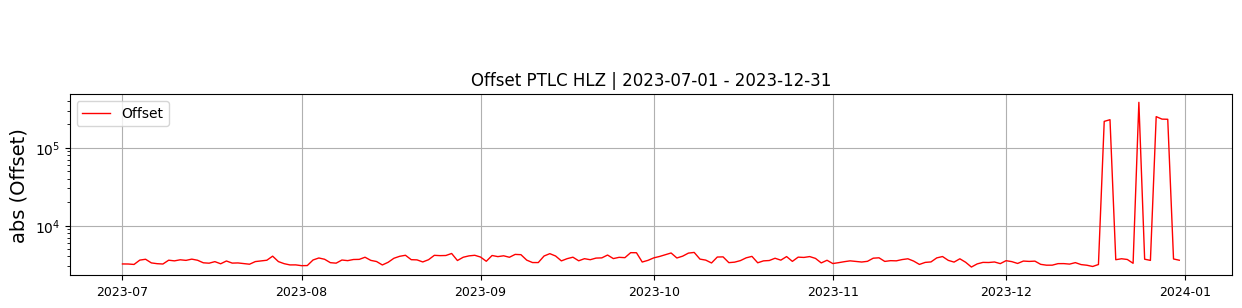 Offset PTLC HLZ | 2023-07-01 - 2023-12-31
Offset
abs (Offset)
10^5
10^4
2023-07 2023-08 2023-09 2023-10 2023-11 2023-12 2024-01